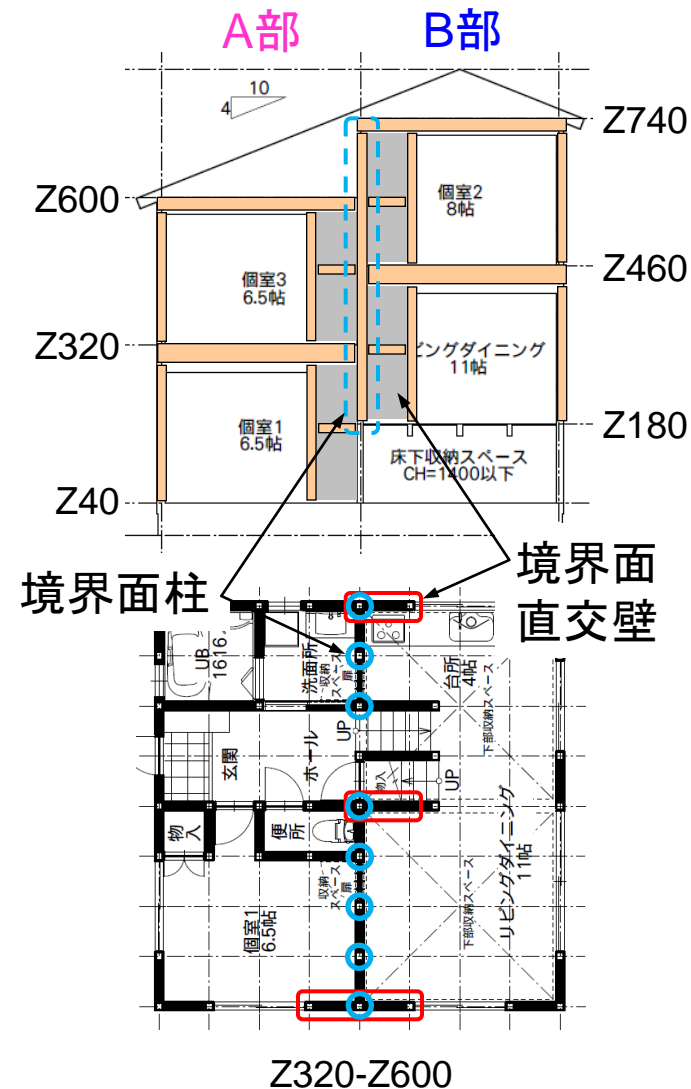 A部
B部
10
4
Z740
Z600
個室2
8帖
Z460
個室3
6.5帖
Z320
ビングダイニング
11帖
個室1
6.5帖
Z180
床下収納スペース
CH=1400以下
Z40
境界面柱
境界面
直交壁
UB
1616
洗面所
収納
スペース
扉
台所
4帖
下部収納スペース
玄関
ホール
UP
物入
UP
物入
便所
収納
スペース
扉
リビングダイニング
11帖
下部収納スペース
個室1
6.5帖
Z320-Z600